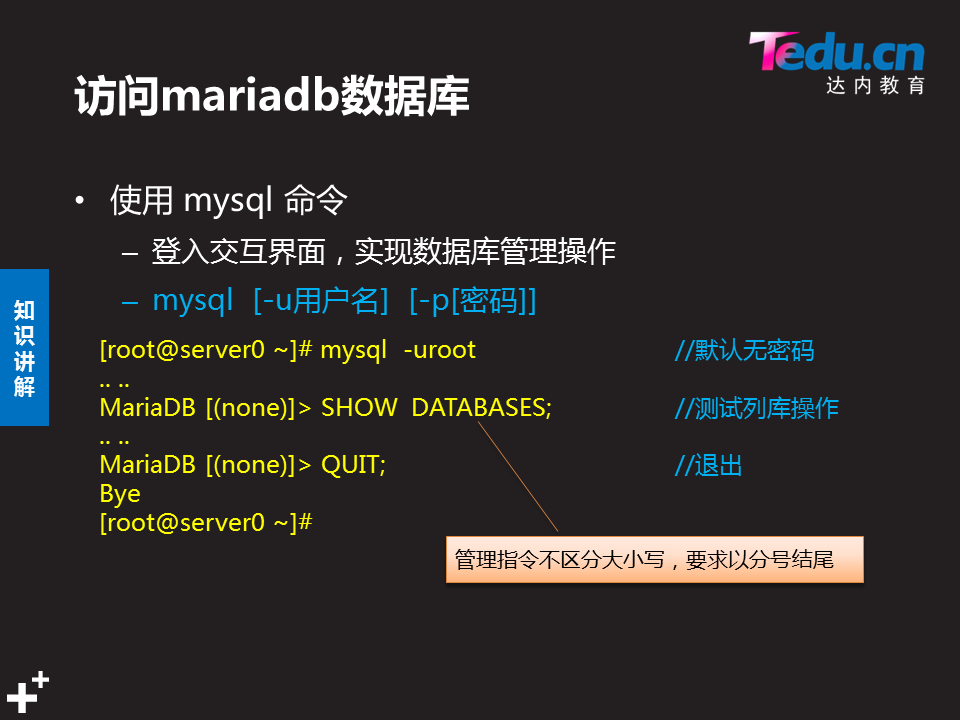 Tedu.cn
达内教育
访问mariadb数据库
• 使用 mysql 命令
– 登入交互界面，实现数据库管理操作
– mysql [-u用户名] [-p[密码]]
知识讲解
[root@server0 ~]# mysql -uroot //默认无密码
.. ..
MariaDB [(none)]> SHOW DATABASES; //测试列库操作
.. ..
MariaDB [(none)]> QUIT; //退出
Bye
[root@server0 ~]#
管理指令不区分大小写，要求以分号结尾